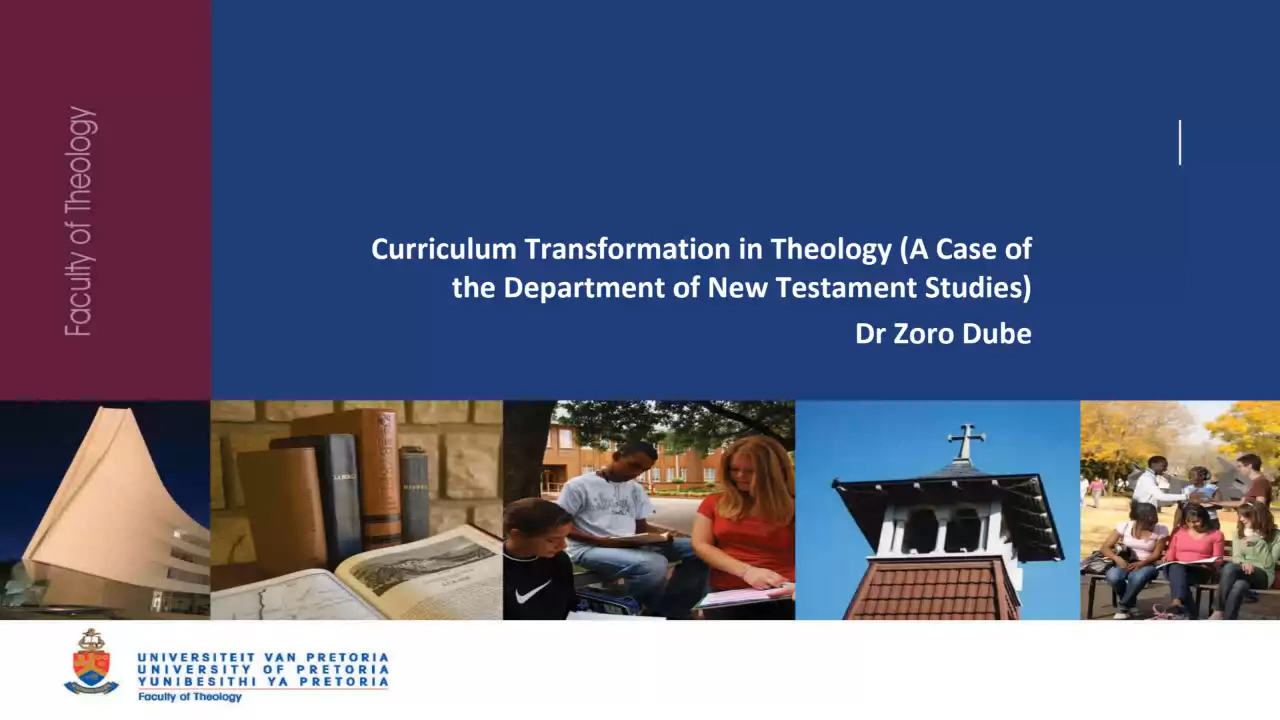 Faculty of Theology
Curriculum Transformation in Theology (A Case of
the Department of New Testament Studies)
Dr Zoro Dube
UNIVERSITEIT VAN PRETORIA
UNIVERSITY OF PRETORIA
YUNIBESITHI YA PRETORIA
Faculty of Theology